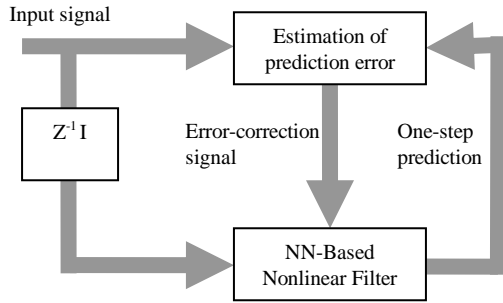 Input signal
Estimation of
prediction error
Z⁻¹ I
Error-correction
signal
One-step
prediction
NN-Based
Nonlinear Filter